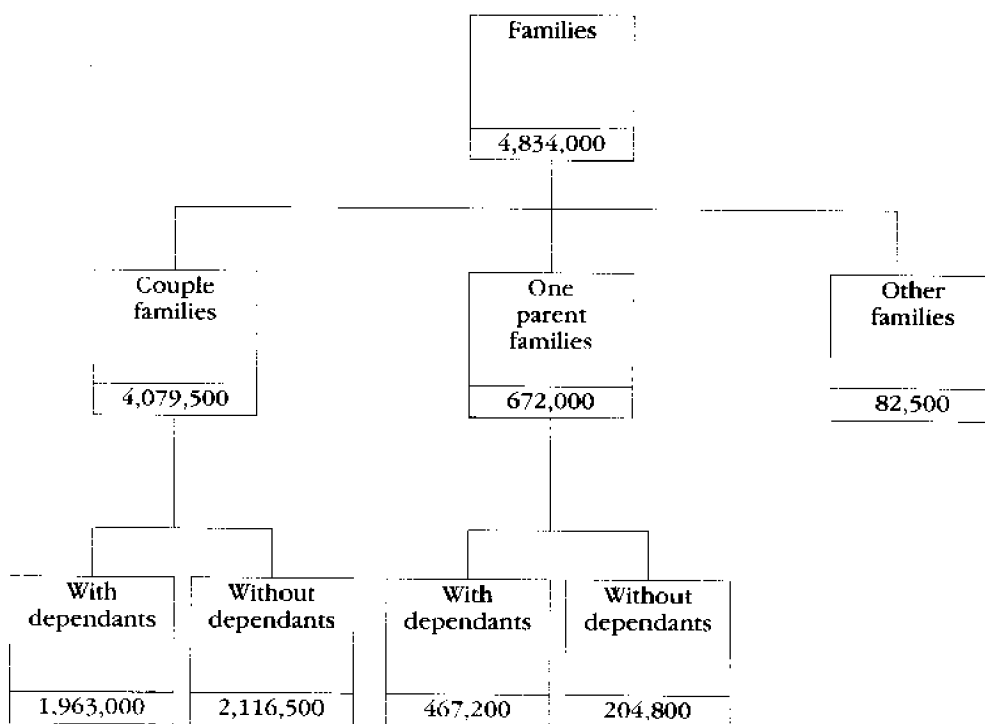 Families
4,834,000
Couple
families
4,079,500
One
parent
families
672,000
Other
families
82,500
With
dependants
1,963,000
Without
dependants
2,116,500
With
dependants
467,200
Without
dependants
204,800